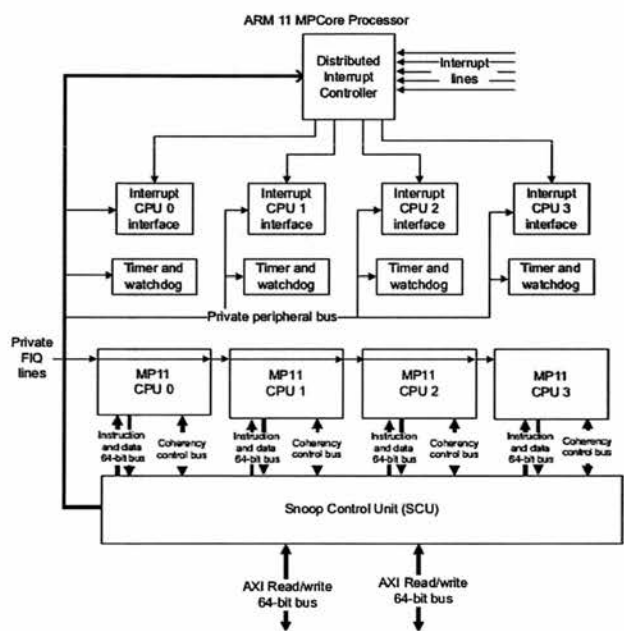 ARM 11 MPCore Processor
Distributed
Interrupt
Controller
Interrupt
lines
Interrupt
CPU 0
interface
Interrupt
CPU 1
interface
Interrupt
CPU 2
interface
Interrupt
CPU 3
interface
Timer and
watchdog
Timer and
watchdog
Timer and
watchdog
Timer and
watchdog
Private peripheral bus
Private
FIQ
lines
MP11
CPU 0
MP11
CPU 1
MP11
CPU 2
MP11
CPU 3
Instruction
and data
64-bit bus
Coherency
control bus
Instruction
and data
64-bit bus
Coherency
control bus
Instruction
and data
64-bit bus
Coherency
control bus
Instruction
and data
64-bit bus
Coherency
control bus
Snoop Control Unit (SCU)
AXI Read/write
64-bit bus
AXI Read/write
64-bit bus